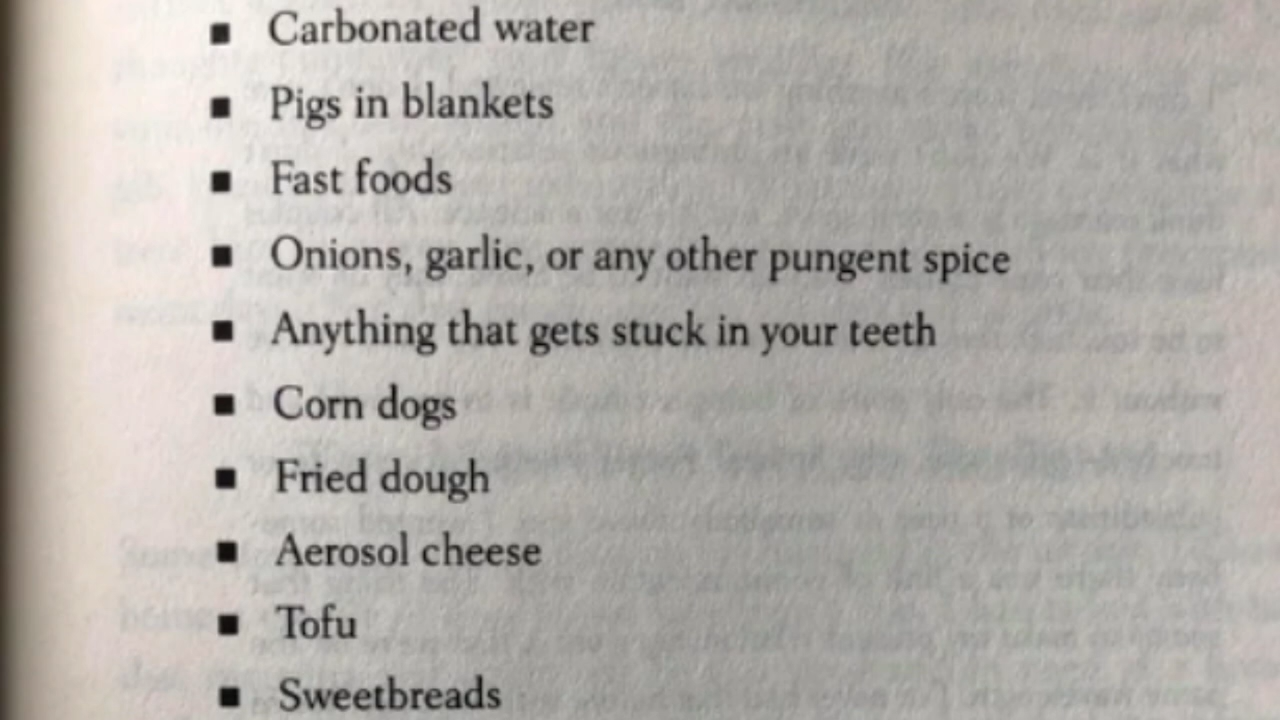 ■ Carbonated water
■ Pigs in blankets
■ Fast foods
■ Onions, garlic, or any other pungent spice
■ Anything that gets stuck in your teeth
■ Corn dogs
■ Fried dough
■ Aerosol cheese
■ Tofu
■ Sweetbreads